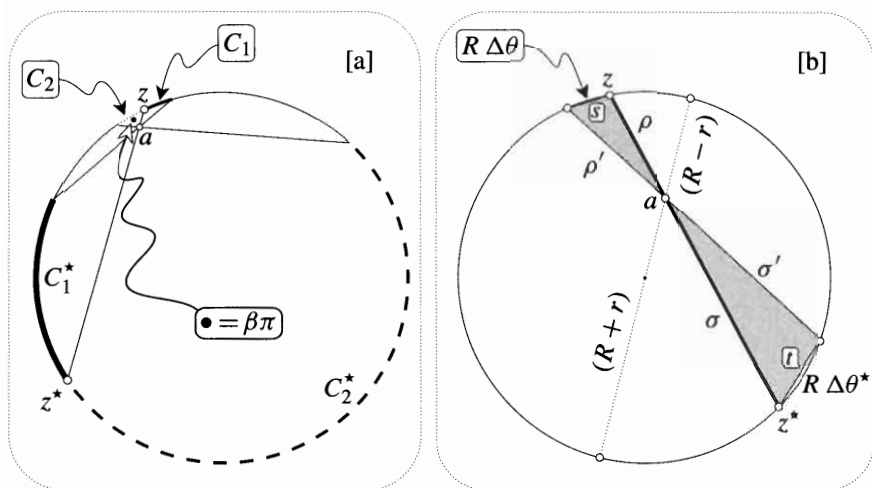 [a]
C₁
C₂
z
a
C₁*
● = βπ
C₂*
z*
[b]
R Δθ
z
s
ρ
ρ′
(R − r)
a
σ′
(R + r)
σ
t
R Δθ*
z*